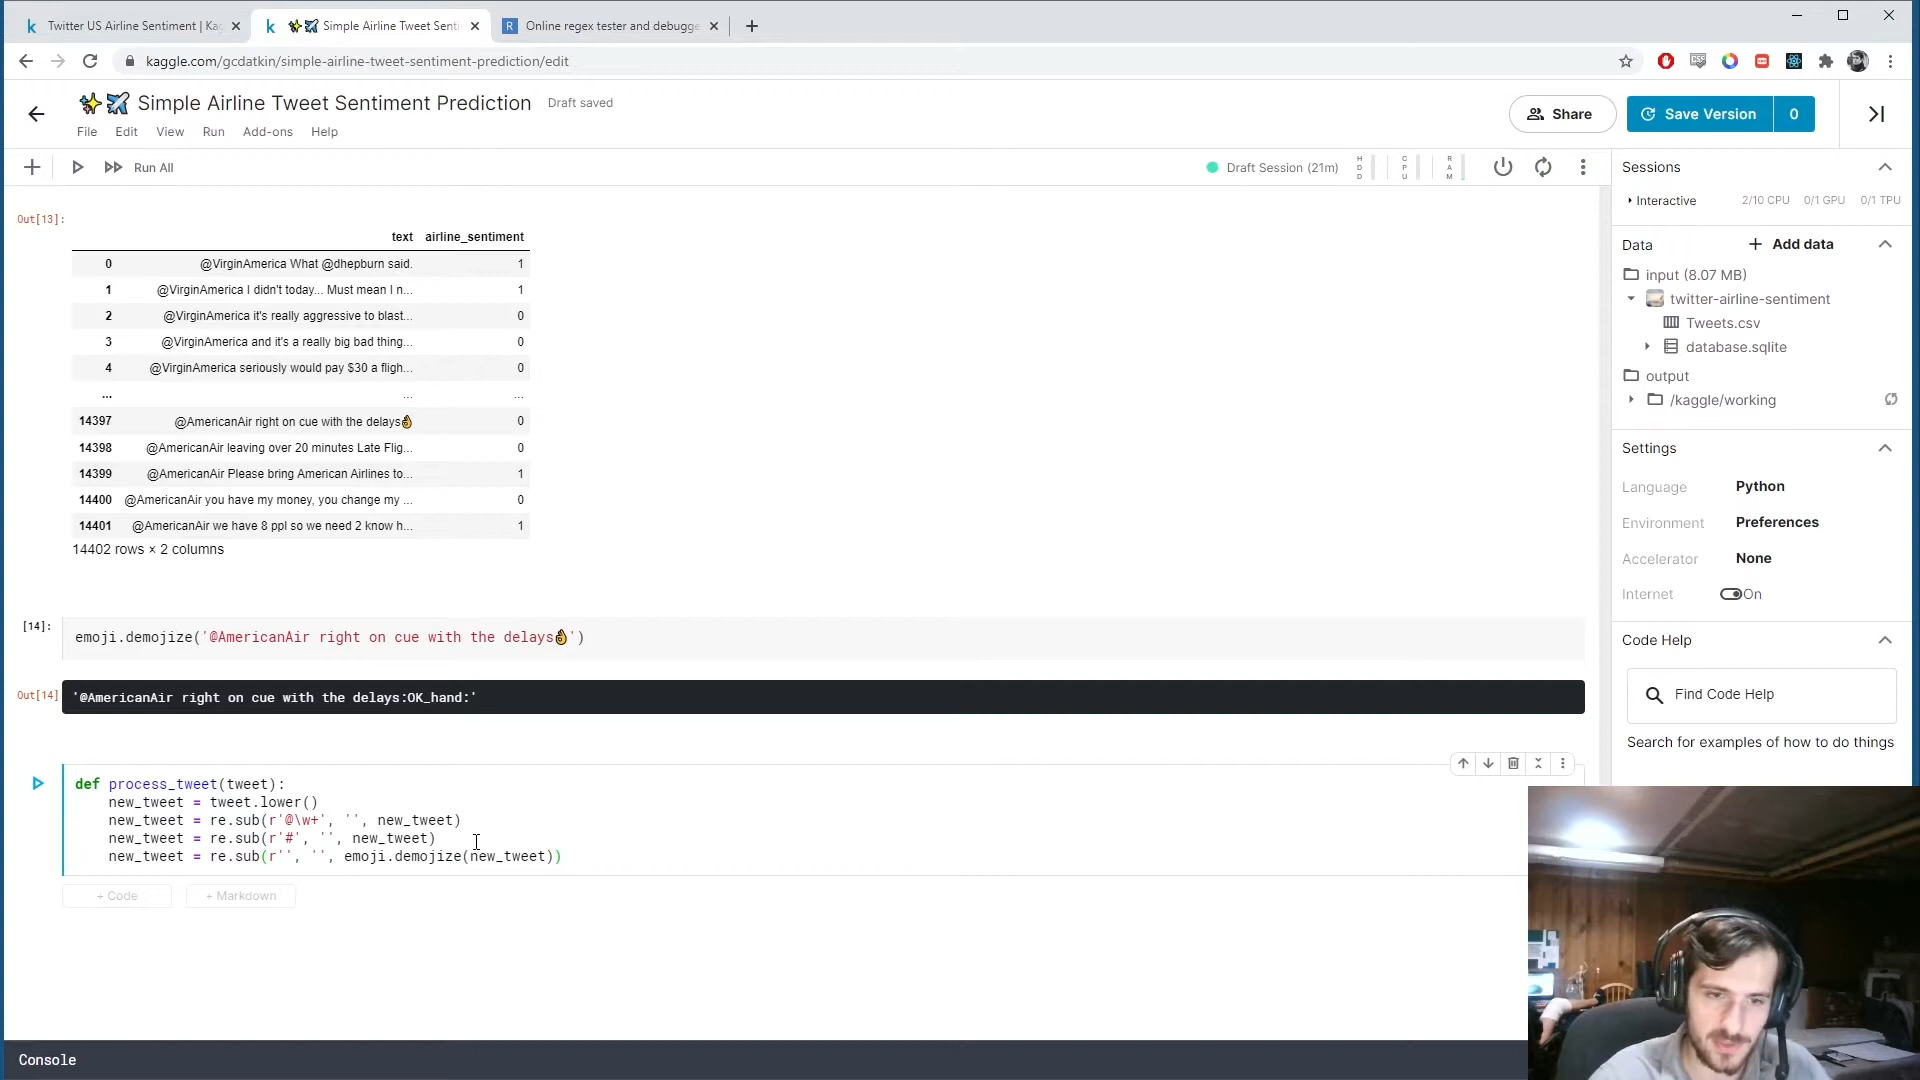 Twitter US Airline Sentiment | Kag
✨✈️ Simple Airline Tweet Senti
Online regex tester and debugge
kaggle.com/gcdatkin/simple-airline-tweet-sentiment-prediction/edit
✨✈️ Simple Airline Tweet Sentiment Prediction
Draft saved
Share
Save Version
0
File
Edit
View
Run
Add-ons
Help
Run All
Draft Session (21m)
HDD
CPU
RAM
Out[13]:
text airline_sentiment
0 @VirginAmerica What @dhepburn said. 1
1 @VirginAmerica I didn't today... Must mean I n... 1
2 @VirginAmerica it's really aggressive to blast... 0
3 @VirginAmerica and it's a really big bad thing... 0
4 @VirginAmerica seriously would pay $30 a fligh... 0
... ... ...
14397 @AmericanAir right on cue with the delays👌 0
14398 @AmericanAir leaving over 20 minutes Late Flig... 0
14399 @AmericanAir Please bring American Airlines to... 1
14400 @AmericanAir you have my money, you change my ... 0
14401 @AmericanAir we have 8 ppl so we need 2 know h... 1
14402 rows × 2 columns
[14]:
emoji.demojize('@AmericanAir right on cue with the delays👌')
Out[14]
'@AmericanAir right on cue with the delays:OK_hand:'
def process_tweet(tweet):
new_tweet = tweet.lower()
new_tweet = re.sub(r'@\w+', '', new_tweet)
new_tweet = re.sub(r'#', '', new_tweet)
new_tweet = re.sub(r'', '', emoji.demojize(new_tweet))
+ Code
+ Markdown
Console
Sessions
Interactive 2/10 CPU 0/1 GPU 0/1 TPU
Data
+ Add data
input (8.07 MB)
twitter-airline-sentiment
Tweets.csv
database.sqlite
output
/kaggle/working
Settings
Language Python
Environment Preferences
Accelerator None
Internet On
Code Help
Find Code Help
Search for examples of how to do things